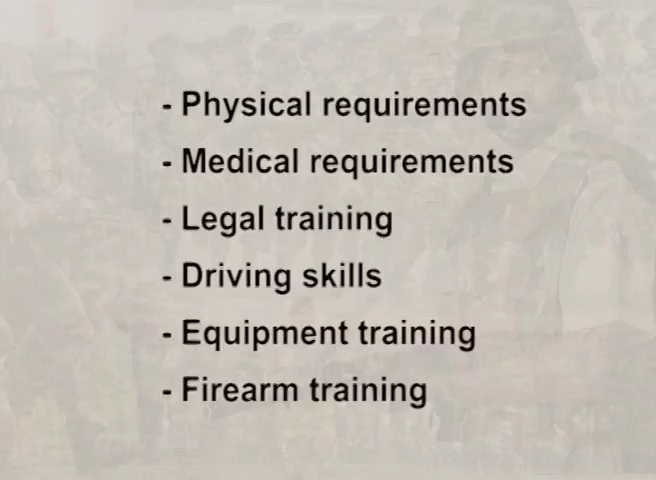 - Physical requirements
- Medical requirements
- Legal training
- Driving skills
- Equipment training
- Firearm training